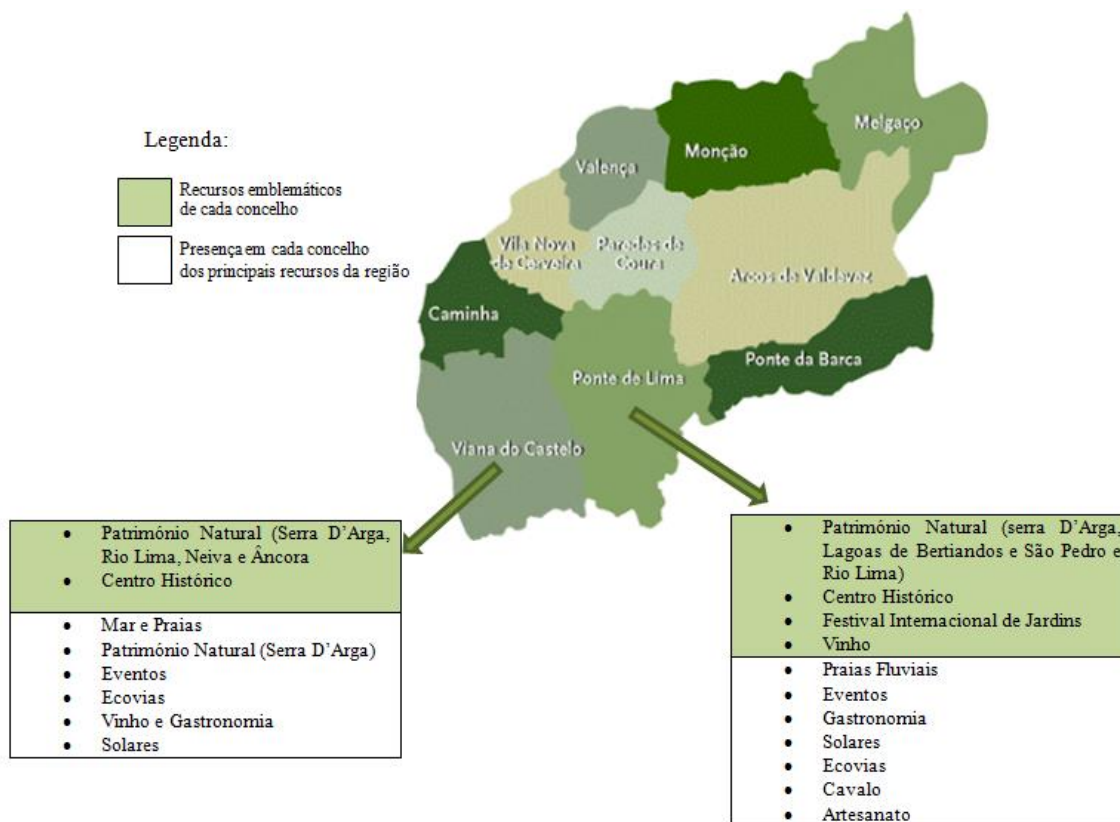 Legenda:
Recursos emblemáticos
de cada concelho
Presença em cada concelho
dos principais recursos da região
Melgaço
Monção
Valença
Vila Nova
de Cerveira
Paredes de
Coura
Arcos de Valdevez
Caminha
Ponte da Barca
Ponte de Lima
Viana do Castelo
• Património Natural (Serra D’Arga,
Rio Lima, Neiva e Âncora
• Centro Histórico
• Mar e Praias
• Património Natural (Serra D’Arga)
• Eventos
• Ecovias
• Vinho e Gastronomia
• Solares
• Património Natural (serra D’Arga,
Lagoas de Bertiandos e São Pedro e
Rio Lima)
• Centro Histórico
• Festival Internacional de Jardins
• Vinho
• Praias Fluviais
• Eventos
• Gastronomia
• Solares
• Ecovias
• Cavalo
• Artesanato